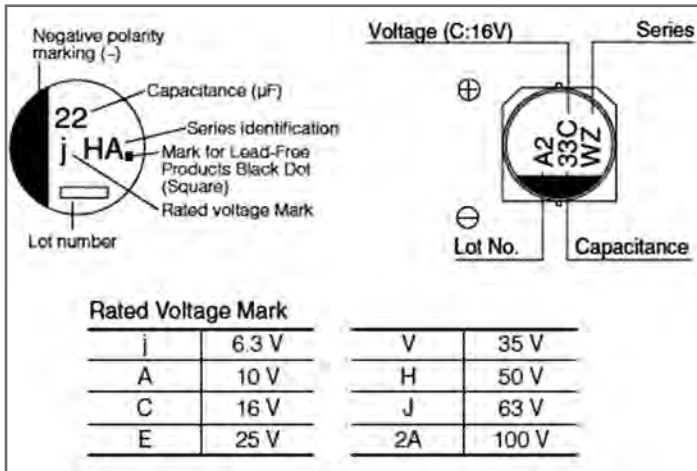 Negative polarity
marking (–)
22
Capacitance (µF)
j HA.
Series identification
Mark for Lead-Free
Products Black Dot
(Square)
Rated voltage Mark
Lot number
Voltage (C:16V)
Series
⊕
A2
33C
WZ
⊖
Lot No.
Capacitance
Rated Voltage Mark
j 6.3 V
A 10 V
C 16 V
E 25 V
V 35 V
H 50 V
J 63 V
2A 100 V